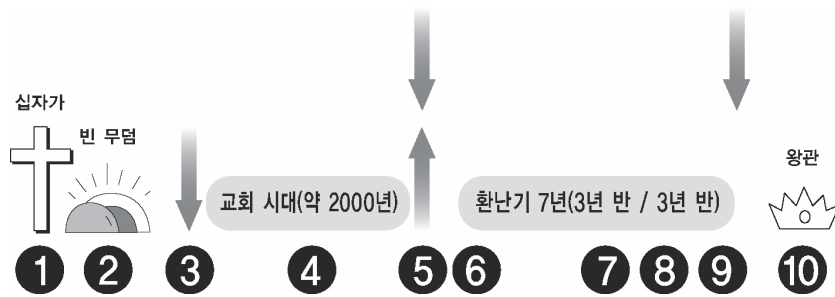 십자가
빈 무덤
왕관
교회 시대(약 2000년)
환난기 7년(3년 반 / 3년 반)
1 2 3 4 5 6 7 8 9 10